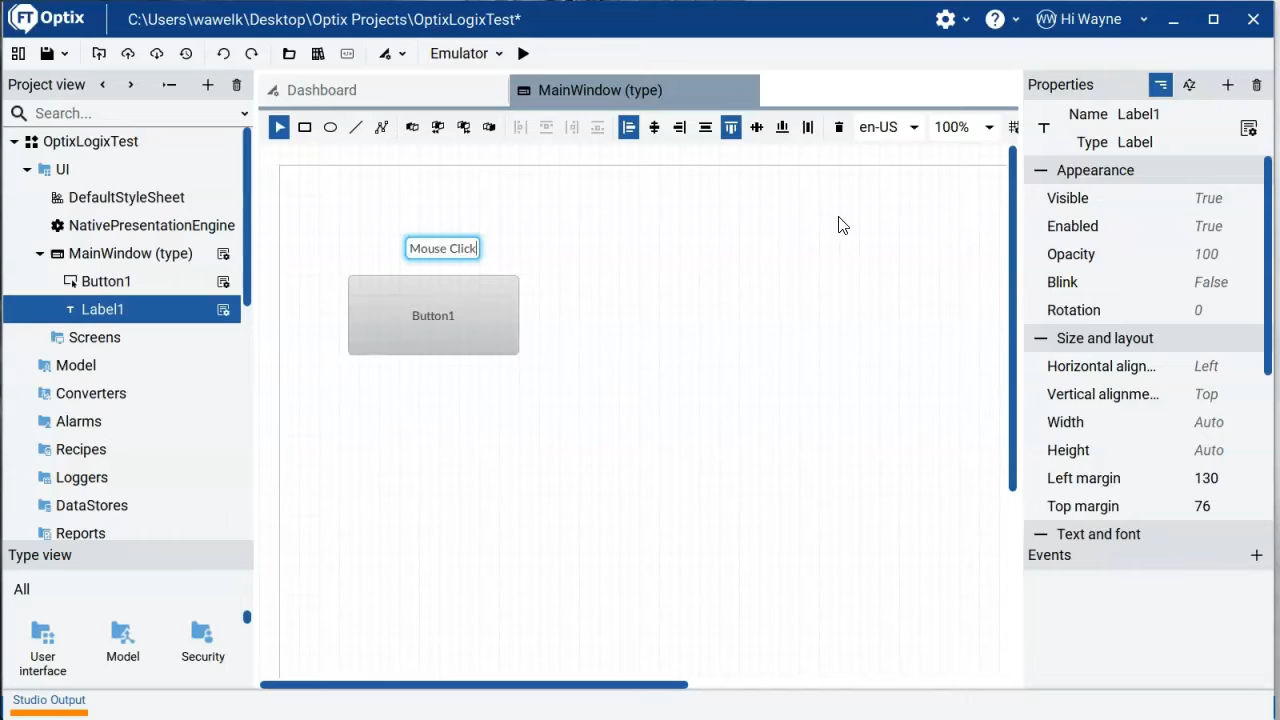 FT Optix
C:\Users\wawelk\Desktop\Optix Projects\OptixLogixTest*
WW Hi Wayne
Emulator
Project view
Dashboard
MainWindow (type)
Properties
Search...
en-US
100%
Name Label1
Type Label
OptixLogixTest
UI
DefaultStyleSheet
NativePresentationEngine
MainWindow (type)
Button1
Label1
Screens
Model
Converters
Alarms
Recipes
Loggers
DataStores
Reports
Mouse Click
Button1
Appearance
Visible True
Enabled True
Opacity 100
Blink False
Rotation 0
Size and layout
Horizontal align... Left
Vertical alignme... Top
Width Auto
Height Auto
Left margin 130
Top margin 76
Text and font
Events
Type view
All
User interface
Model
Security
Studio Output